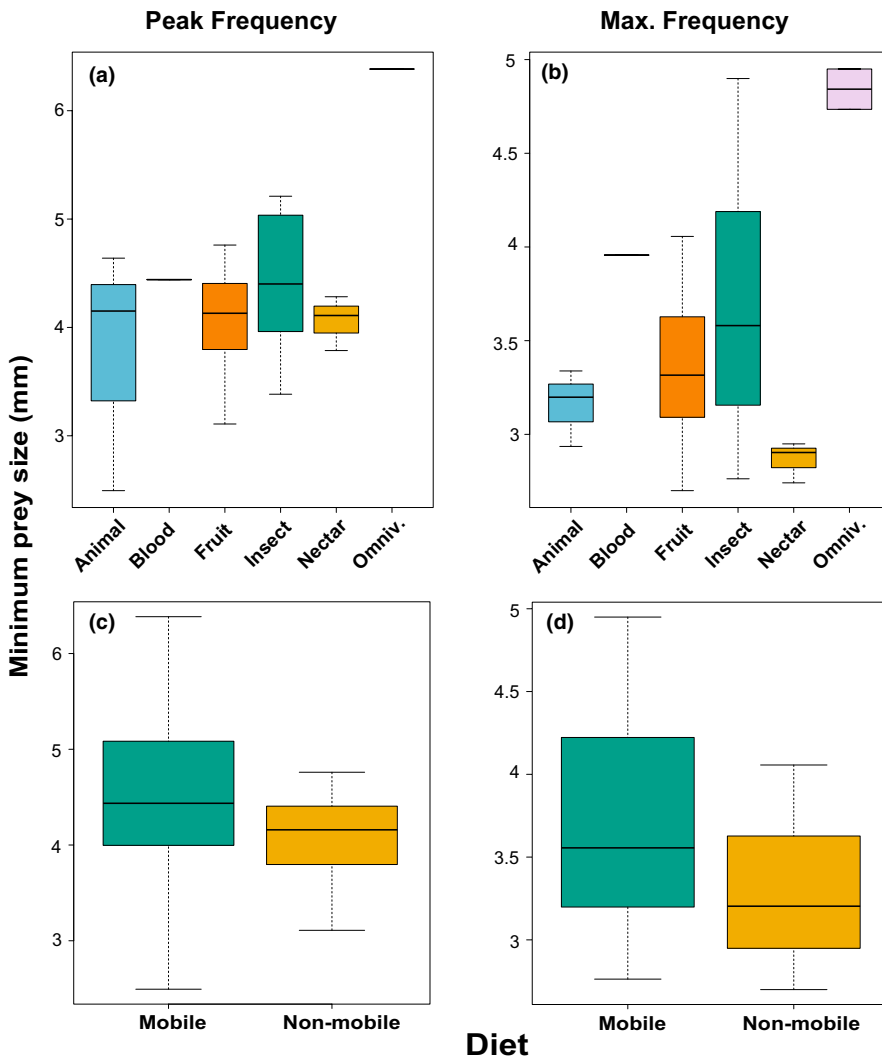 Peak Frequency
Max. Frequency
Minimum prey size (mm)
(a)
6
5
4
3
Animal
Blood
Fruit
Insect
Nectar
Omniv.
(b)
5
4.5
4
3.5
3
Animal
Blood
Fruit
Insect
Nectar
Omniv.
(c)
6
5
4
3
Mobile
Non-mobile
(d)
5
4.5
4
3.5
3
Mobile
Non-mobile
Diet